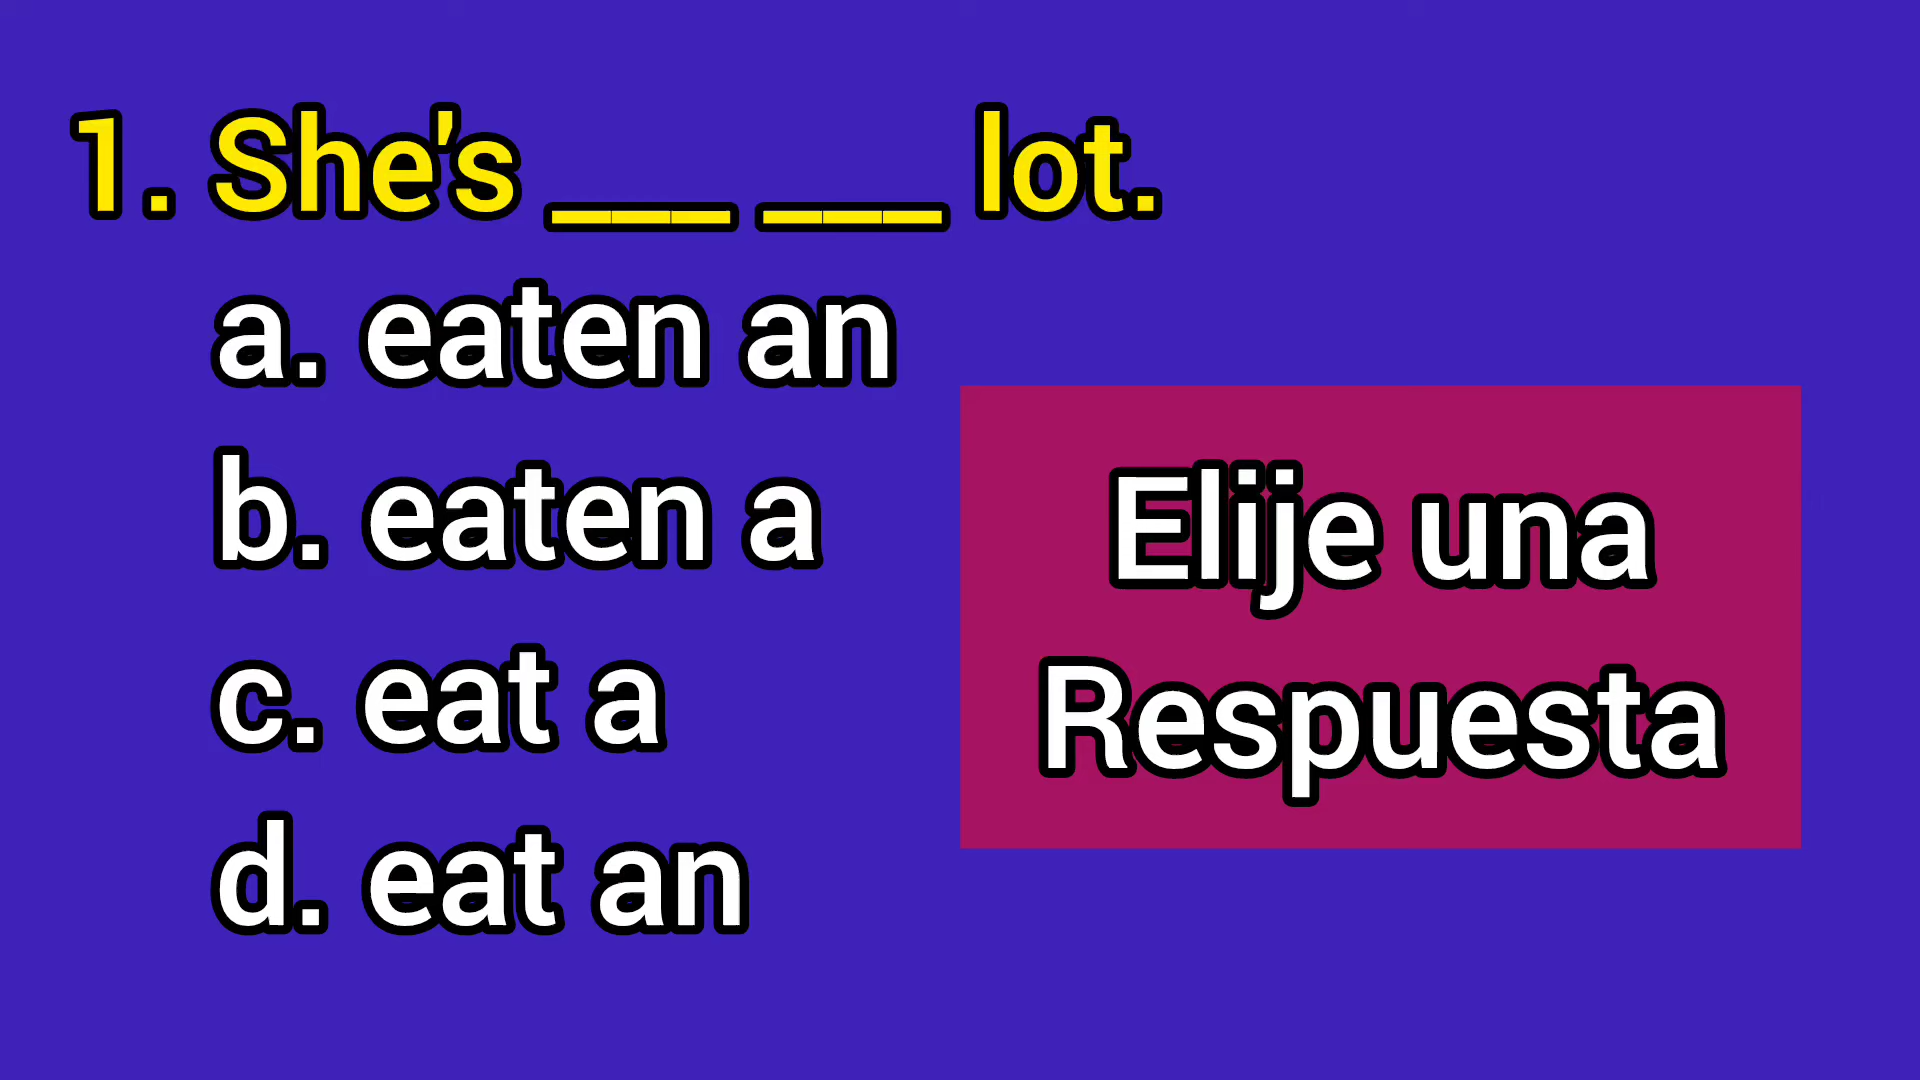 1. She's ___ ___ lot.
a. eaten an
b. eaten a
c. eat a
d. eat an
Elije una
Respuesta